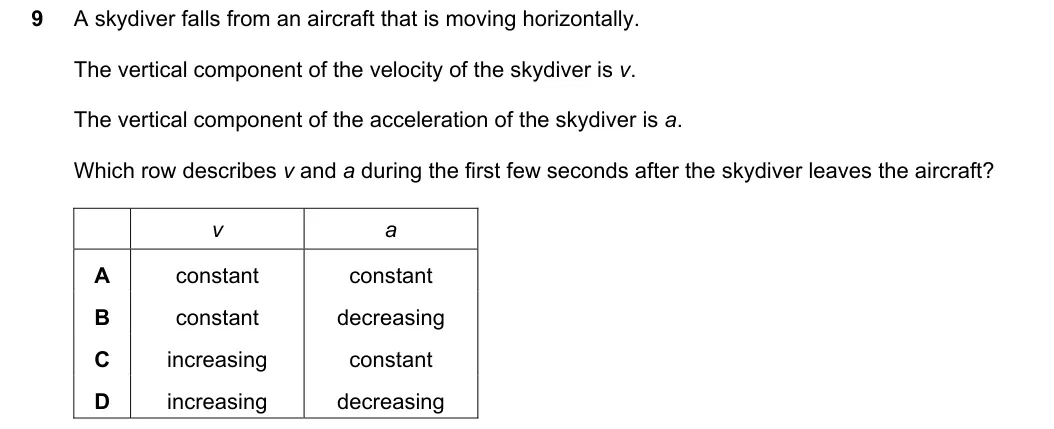 9 A skydiver falls from an aircraft that is moving horizontally.
The vertical component of the velocity of the skydiver is v.
The vertical component of the acceleration of the skydiver is a.
Which row describes v and a during the first few seconds after the skydiver leaves the aircraft?
v a
A constant constant
B constant decreasing
C increasing constant
D increasing decreasing